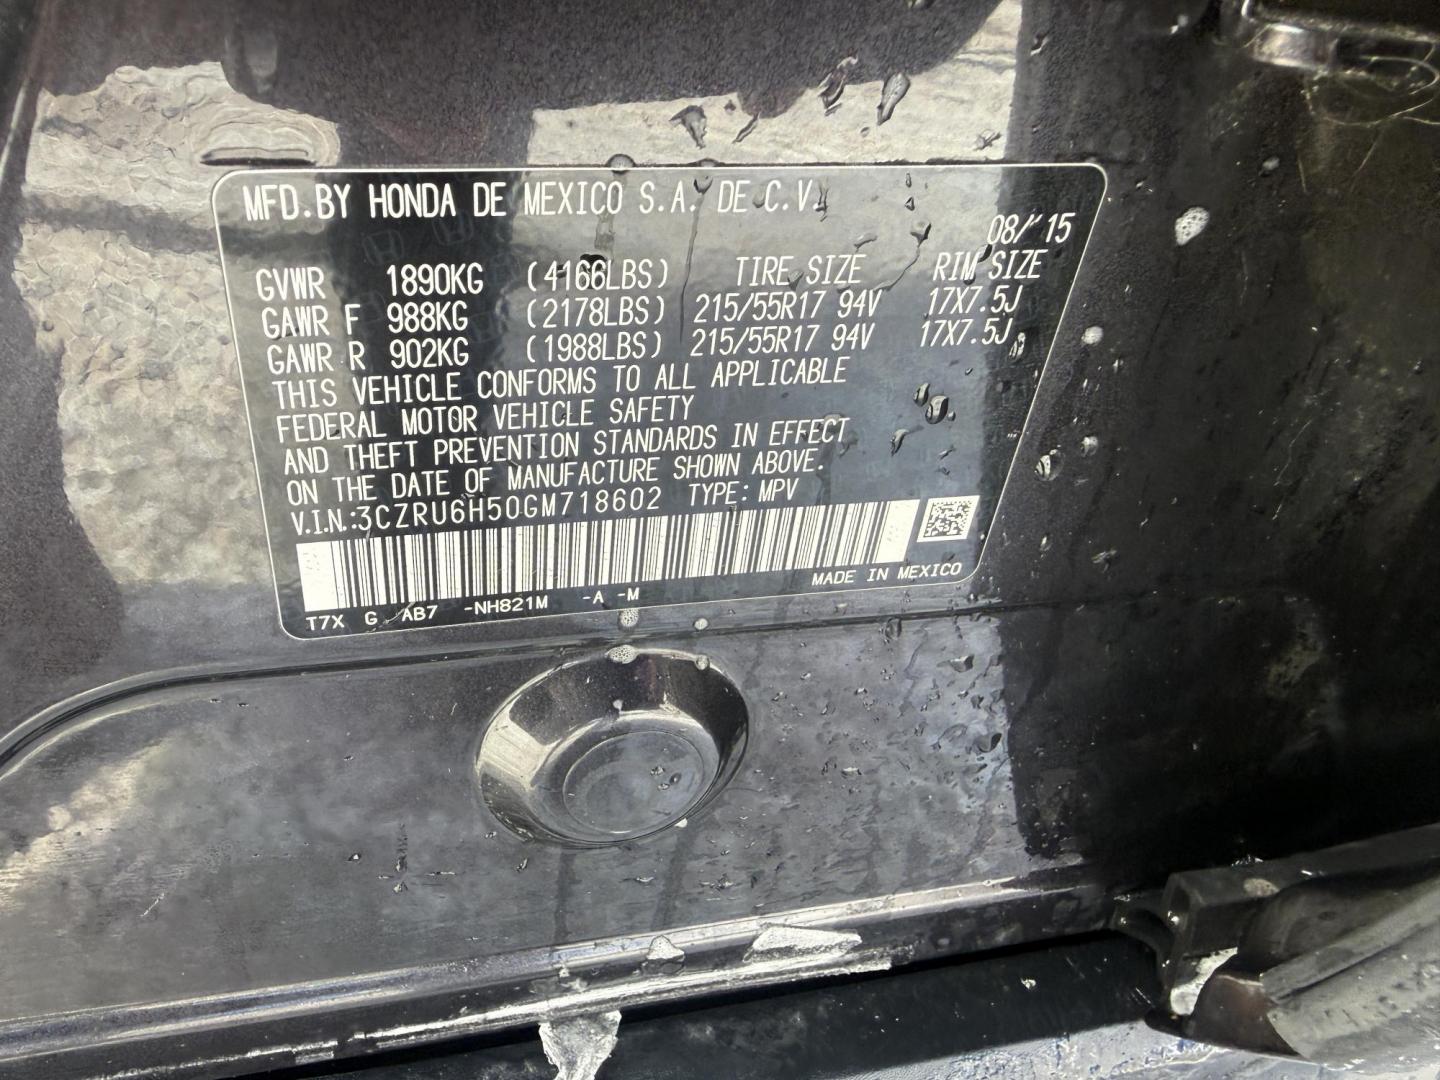 MFD.BY HONDA DE MEXICO S.A. DE C.V.
08/ 15
GVWR 1890KG (4166LBS) TIRE SIZE RIM SIZE
GAWR F 988KG (2178LBS) 215/55R17 94V 17X7.5J
GAWR R 902KG (1988LBS) 215/55R17 94V 17X7.5J
THIS VEHICLE CONFORMS TO ALL APPLICABLE
FEDERAL MOTOR VEHICLE SAFETY
AND THEFT PREVENTION STANDARDS IN EFFECT
ON THE DATE OF MANUFACTURE SHOWN ABOVE.
V.I.N.:3CZRU6H50GM718602 TYPE: MPV
MADE IN MEXICO
T7X G AB7 -NH821M -A -M